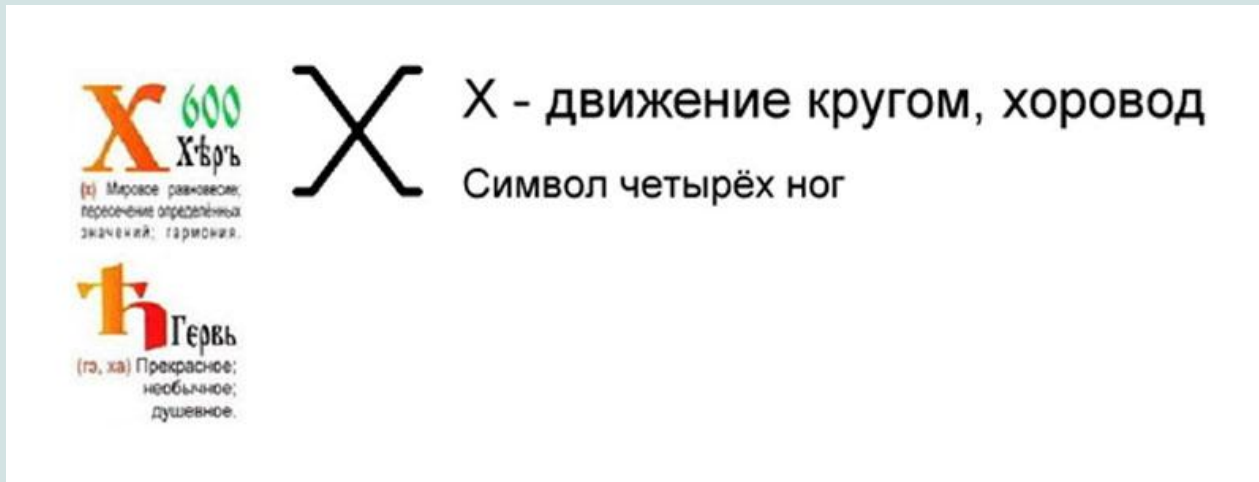 Х 600
Хѣръ
(х) Мировое равновесие;
пересечение определённых
значений; гармония.
Х
Х - движение кругом, хоровод
Символ четырёх ног
Ћ
Гервь
(гэ, ха) Прекрасное;
необычное;
душевное.